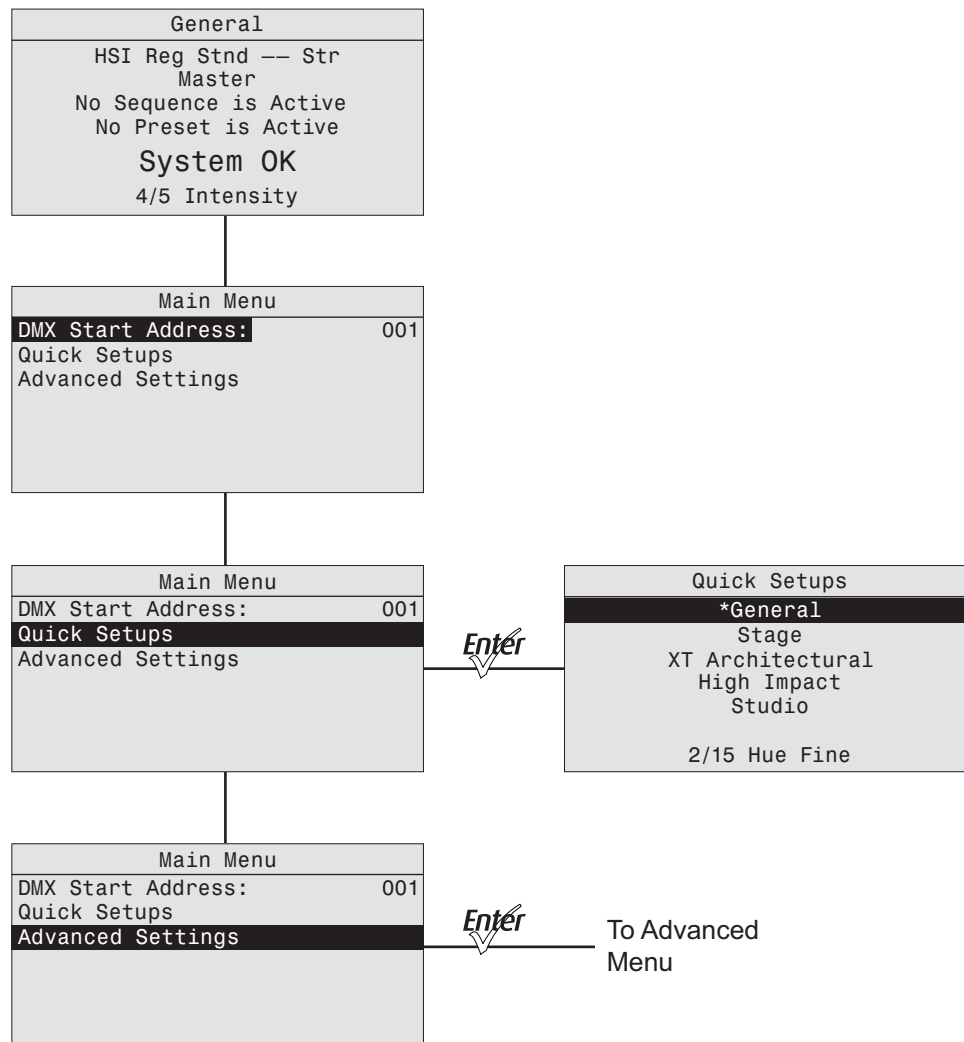 General
HSI Reg Stnd –– Str
Master
No Sequence is Active
No Preset is Active
System OK
4/5 Intensity
Main Menu
DMX Start Address: 001
Quick Setups
Advanced Settings
Main Menu
DMX Start Address: 001
Quick Setups
Advanced Settings
Enter
Quick Setups
*General
Stage
XT Architectural
High Impact
Studio
2/15 Hue Fine
Main Menu
DMX Start Address: 001
Quick Setups
Advanced Settings
Enter
To Advanced
Menu